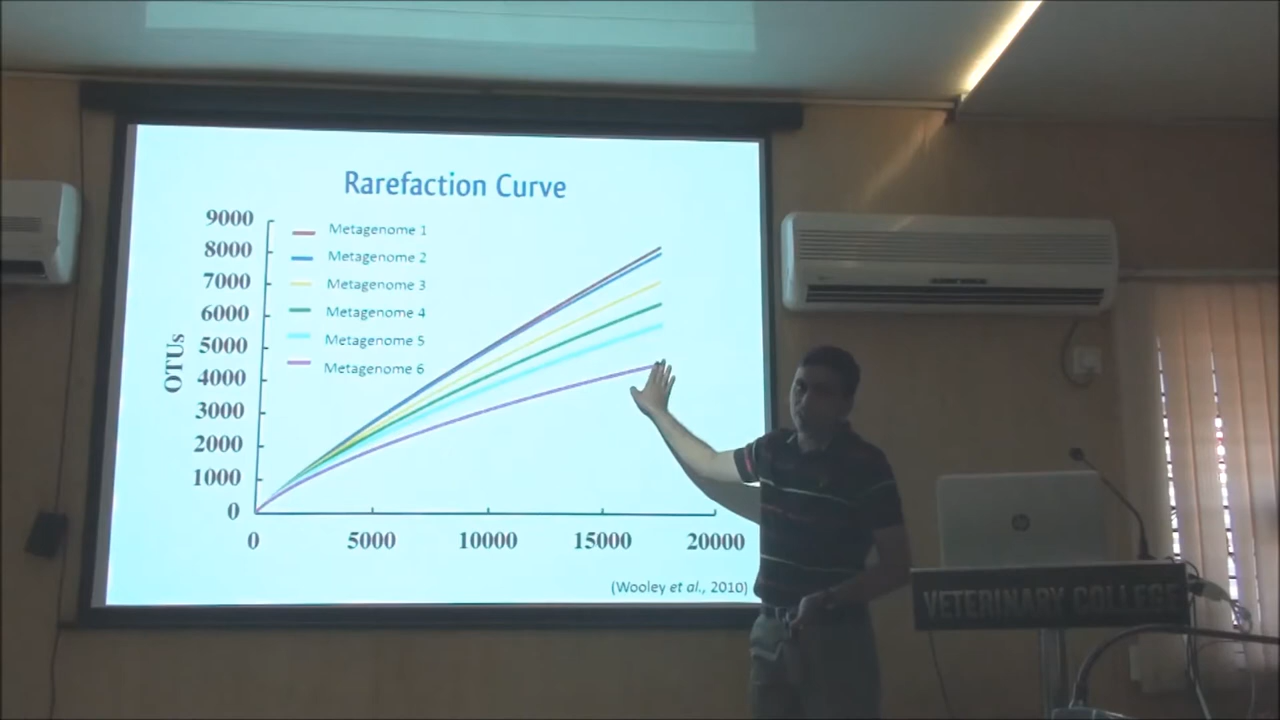 Rarefaction Curve
9000
8000
7000
6000
5000
4000
3000
2000
1000
0
OTUs
Metagenome 1
Metagenome 2
Metagenome 3
Metagenome 4
Metagenome 5
Metagenome 6
0 5000 10000 15000 20000
(Wooley et al., 2010)
hp
VETERINARY COLLEGE